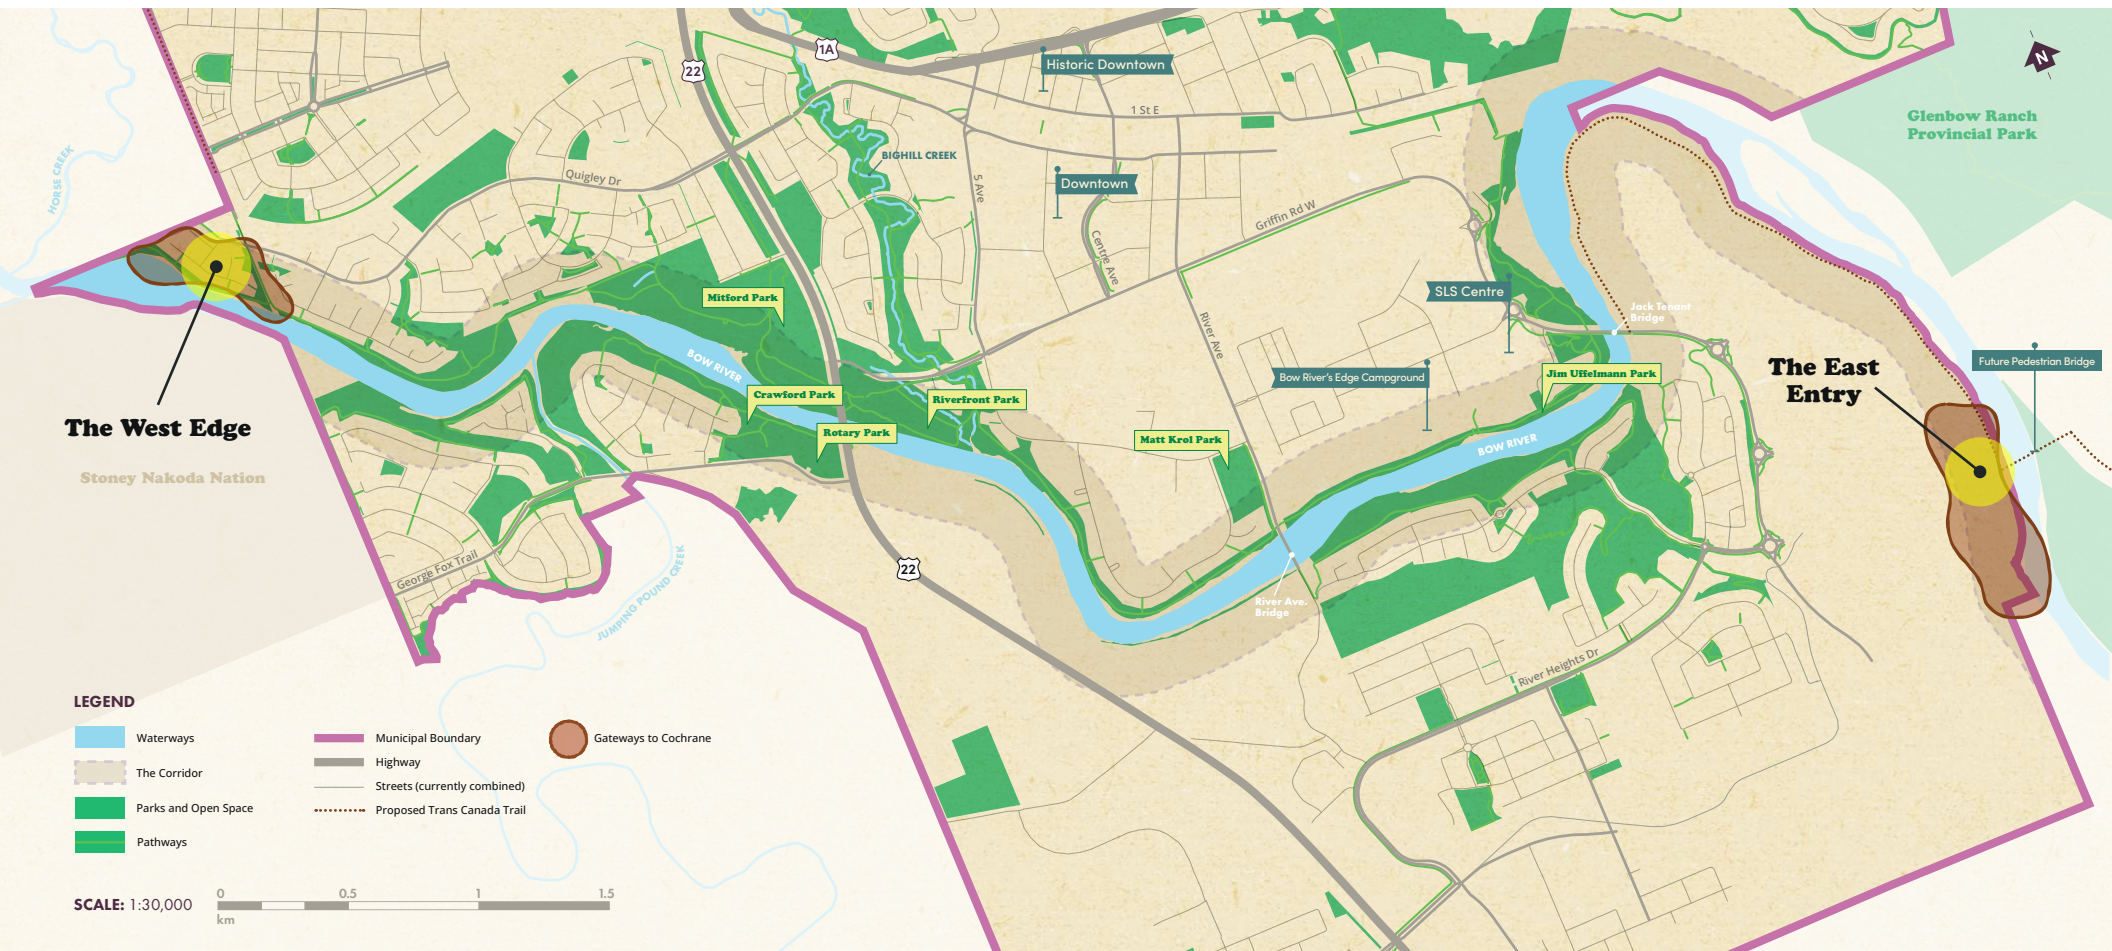 1A
22
Historic Downtown
N
Glenbow Ranch
Provincial Park
1 St E
HORSE CREEK
BIGHILL CREEK
Quigley Dr
5 Ave
Downtown
Griffin Rd W
Centre Ave
Mitford Park
SLS Centre
Jack Tenant
Bridge
River Ave
BOW RIVER
Future Pedestrian Bridge
The East
Entry
Bow River's Edge Campground
Jim Uffelmann Park
Crawford Park
Riverfront Park
The West Edge
Rotary Park
Matt Krol Park
BOW RIVER
Stoney Nakoda Nation
George Fox Trail
22
JUMPING POUND CREEK
River Ave.
Bridge
River Heights Dr
LEGEND
Waterways
The Corridor
Parks and Open Space
Pathways
Municipal Boundary
Highway
Streets (currently combined)
Proposed Trans Canada Trail
Gateways to Cochrane
SCALE: 1:30,000
0 0.5 1 1.5
km